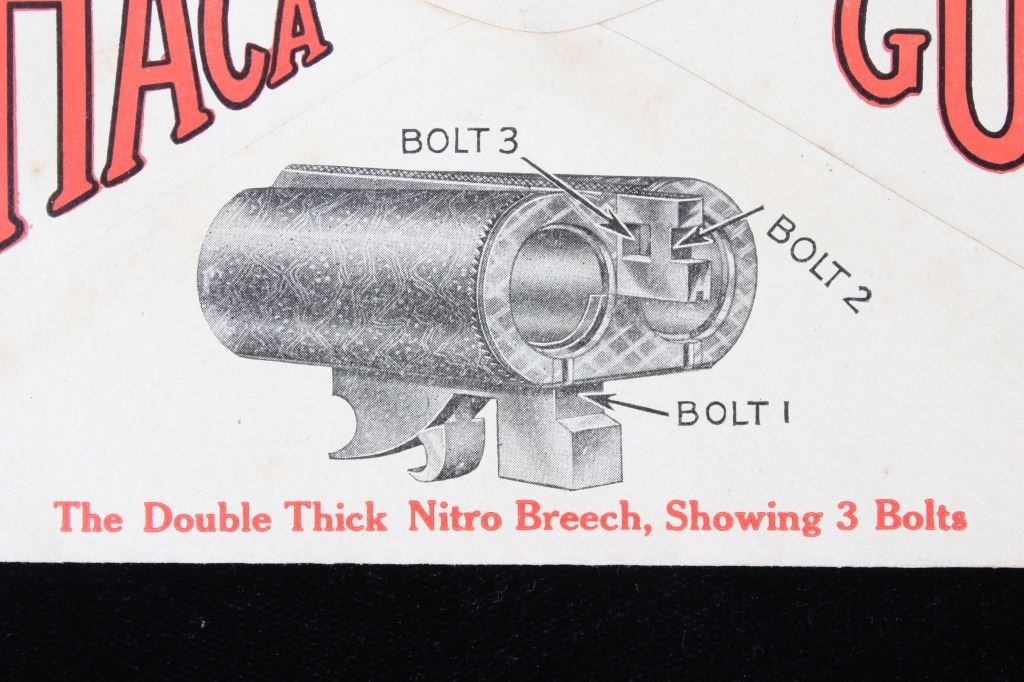 HACA GU
BOLT 3
BOLT 2
BOLT 1
The Double Thick Nitro Breech, Showing 3 Bolts